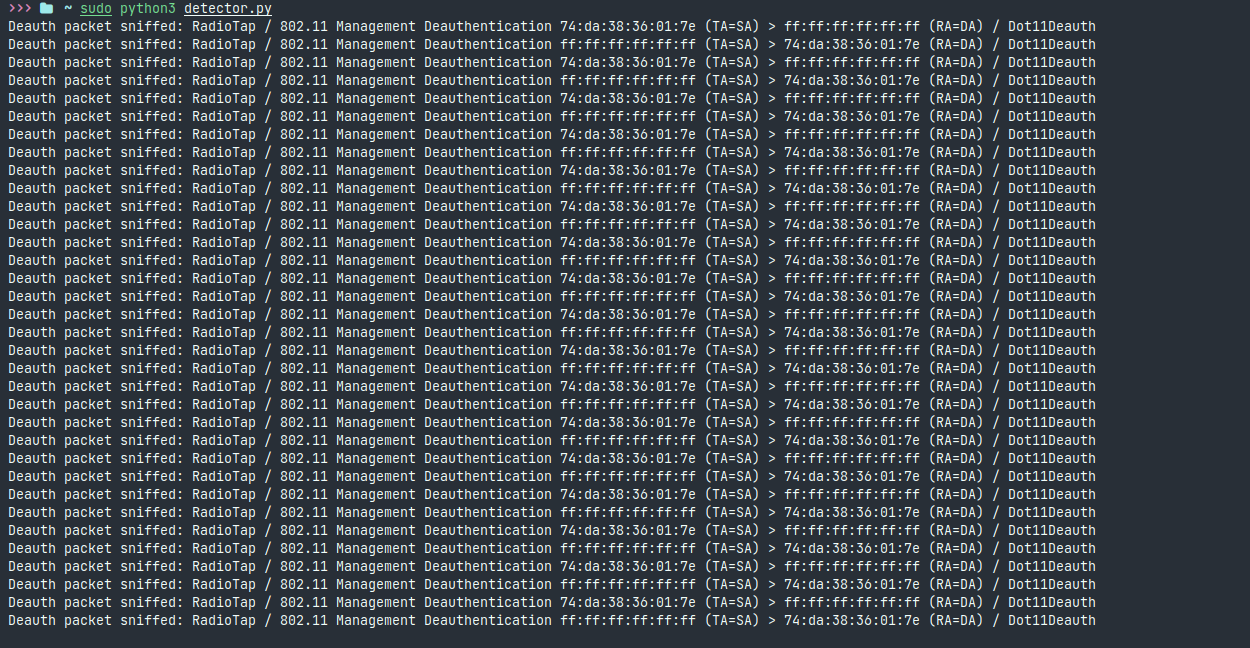 >>> ~ sudo python3 detector.py
Deauth packet sniffed: RadioTap / 802.11 Management Deauthentication 74:da:38:36:01:7e (TA=SA) > ff:ff:ff:ff:ff:ff (RA=DA) / Dot11Deauth
Deauth packet sniffed: RadioTap / 802.11 Management Deauthentication ff:ff:ff:ff:ff:ff (TA=SA) > 74:da:38:36:01:7e (RA=DA) / Dot11Deauth
Deauth packet sniffed: RadioTap / 802.11 Management Deauthentication 74:da:38:36:01:7e (TA=SA) > ff:ff:ff:ff:ff:ff (RA=DA) / Dot11Deauth
Deauth packet sniffed: RadioTap / 802.11 Management Deauthentication ff:ff:ff:ff:ff:ff (TA=SA) > 74:da:38:36:01:7e (RA=DA) / Dot11Deauth
Deauth packet sniffed: RadioTap / 802.11 Management Deauthentication 74:da:38:36:01:7e (TA=SA) > ff:ff:ff:ff:ff:ff (RA=DA) / Dot11Deauth
Deauth packet sniffed: RadioTap / 802.11 Management Deauthentication ff:ff:ff:ff:ff:ff (TA=SA) > 74:da:38:36:01:7e (RA=DA) / Dot11Deauth
Deauth packet sniffed: RadioTap / 802.11 Management Deauthentication 74:da:38:36:01:7e (TA=SA) > ff:ff:ff:ff:ff:ff (RA=DA) / Dot11Deauth
Deauth packet sniffed: RadioTap / 802.11 Management Deauthentication ff:ff:ff:ff:ff:ff (TA=SA) > 74:da:38:36:01:7e (RA=DA) / Dot11Deauth
Deauth packet sniffed: RadioTap / 802.11 Management Deauthentication 74:da:38:36:01:7e (TA=SA) > ff:ff:ff:ff:ff:ff (RA=DA) / Dot11Deauth
Deauth packet sniffed: RadioTap / 802.11 Management Deauthentication ff:ff:ff:ff:ff:ff (TA=SA) > 74:da:38:36:01:7e (RA=DA) / Dot11Deauth
Deauth packet sniffed: RadioTap / 802.11 Management Deauthentication 74:da:38:36:01:7e (TA=SA) > ff:ff:ff:ff:ff:ff (RA=DA) / Dot11Deauth
Deauth packet sniffed: RadioTap / 802.11 Management Deauthentication ff:ff:ff:ff:ff:ff (TA=SA) > 74:da:38:36:01:7e (RA=DA) / Dot11Deauth
Deauth packet sniffed: RadioTap / 802.11 Management Deauthentication 74:da:38:36:01:7e (TA=SA) > ff:ff:ff:ff:ff:ff (RA=DA) / Dot11Deauth
Deauth packet sniffed: RadioTap / 802.11 Management Deauthentication ff:ff:ff:ff:ff:ff (TA=SA) > 74:da:38:36:01:7e (RA=DA) / Dot11Deauth
Deauth packet sniffed: RadioTap / 802.11 Management Deauthentication 74:da:38:36:01:7e (TA=SA) > ff:ff:ff:ff:ff:ff (RA=DA) / Dot11Deauth
Deauth packet sniffed: RadioTap / 802.11 Management Deauthentication ff:ff:ff:ff:ff:ff (TA=SA) > 74:da:38:36:01:7e (RA=DA) / Dot11Deauth
Deauth packet sniffed: RadioTap / 802.11 Management Deauthentication 74:da:38:36:01:7e (TA=SA) > ff:ff:ff:ff:ff:ff (RA=DA) / Dot11Deauth
Deauth packet sniffed: RadioTap / 802.11 Management Deauthentication ff:ff:ff:ff:ff:ff (TA=SA) > 74:da:38:36:01:7e (RA=DA) / Dot11Deauth
Deauth packet sniffed: RadioTap / 802.11 Management Deauthentication 74:da:38:36:01:7e (TA=SA) > ff:ff:ff:ff:ff:ff (RA=DA) / Dot11Deauth
Deauth packet sniffed: RadioTap / 802.11 Management Deauthentication ff:ff:ff:ff:ff:ff (TA=SA) > 74:da:38:36:01:7e (RA=DA) / Dot11Deauth
Deauth packet sniffed: RadioTap / 802.11 Management Deauthentication 74:da:38:36:01:7e (TA=SA) > ff:ff:ff:ff:ff:ff (RA=DA) / Dot11Deauth
Deauth packet sniffed: RadioTap / 802.11 Management Deauthentication ff:ff:ff:ff:ff:ff (TA=SA) > 74:da:38:36:01:7e (RA=DA) / Dot11Deauth
Deauth packet sniffed: RadioTap / 802.11 Management Deauthentication 74:da:38:36:01:7e (TA=SA) > ff:ff:ff:ff:ff:ff (RA=DA) / Dot11Deauth
Deauth packet sniffed: RadioTap / 802.11 Management Deauthentication ff:ff:ff:ff:ff:ff (TA=SA) > 74:da:38:36:01:7e (RA=DA) / Dot11Deauth
Deauth packet sniffed: RadioTap / 802.11 Management Deauthentication 74:da:38:36:01:7e (TA=SA) > ff:ff:ff:ff:ff:ff (RA=DA) / Dot11Deauth
Deauth packet sniffed: RadioTap / 802.11 Management Deauthentication ff:ff:ff:ff:ff:ff (TA=SA) > 74:da:38:36:01:7e (RA=DA) / Dot11Deauth
Deauth packet sniffed: RadioTap / 802.11 Management Deauthentication 74:da:38:36:01:7e (TA=SA) > ff:ff:ff:ff:ff:ff (RA=DA) / Dot11Deauth
Deauth packet sniffed: RadioTap / 802.11 Management Deauthentication ff:ff:ff:ff:ff:ff (TA=SA) > 74:da:38:36:01:7e (RA=DA) / Dot11Deauth
Deauth packet sniffed: RadioTap / 802.11 Management Deauthentication 74:da:38:36:01:7e (TA=SA) > ff:ff:ff:ff:ff:ff (RA=DA) / Dot11Deauth
Deauth packet sniffed: RadioTap / 802.11 Management Deauthentication ff:ff:ff:ff:ff:ff (TA=SA) > 74:da:38:36:01:7e (RA=DA) / Dot11Deauth
Deauth packet sniffed: RadioTap / 802.11 Management Deauthentication 74:da:38:36:01:7e (TA=SA) > ff:ff:ff:ff:ff:ff (RA=DA) / Dot11Deauth
Deauth packet sniffed: RadioTap / 802.11 Management Deauthentication ff:ff:ff:ff:ff:ff (TA=SA) > 74:da:38:36:01:7e (RA=DA) / Dot11Deauth
Deauth packet sniffed: RadioTap / 802.11 Management Deauthentication 74:da:38:36:01:7e (TA=SA) > ff:ff:ff:ff:ff:ff (RA=DA) / Dot11Deauth
Deauth packet sniffed: RadioTap / 802.11 Management Deauthentication ff:ff:ff:ff:ff:ff (TA=SA) > 74:da:38:36:01:7e (RA=DA) / Dot11Deauth